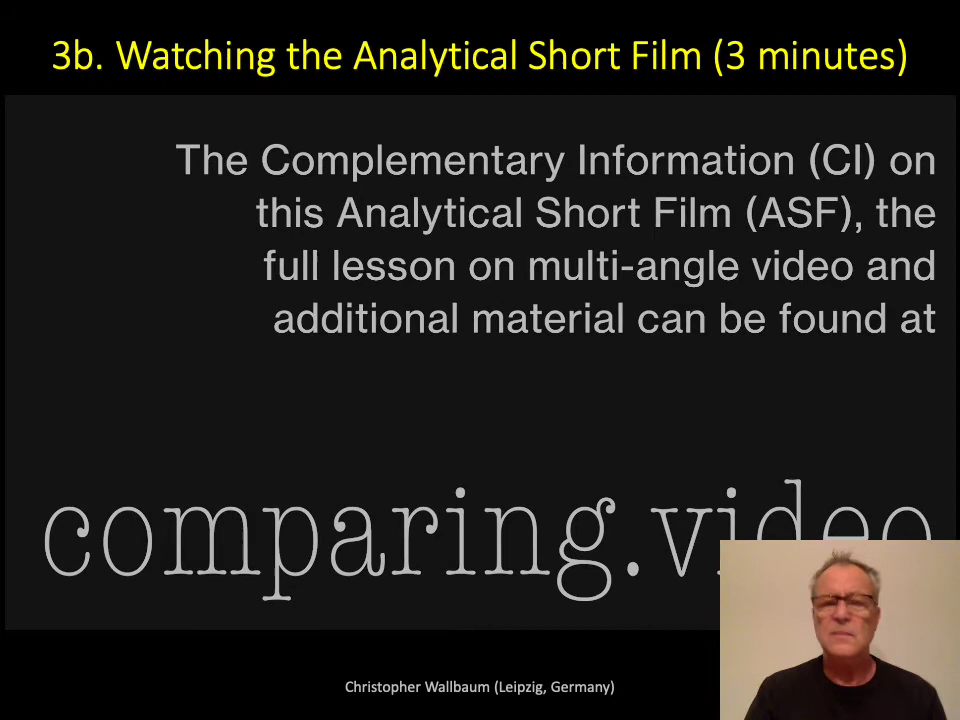 3b. Watching the Analytical Short Film (3 minutes)
The Complementary Information (CI) on
this Analytical Short Film (ASF), the
full lesson on multi-angle video and
additional material can be found at
comparing.video
Christopher Wallbaum (Leipzig, Germany)